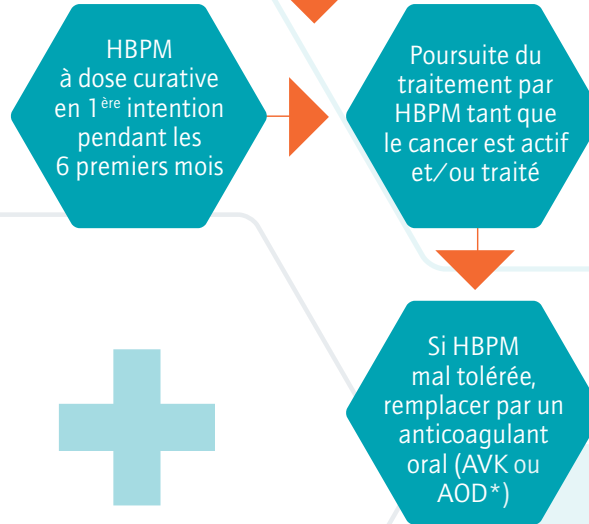 HBPM
à dose curative
en 1ère intention
pendant les
6 premiers mois
Poursuite du
traitement par
HBPM tant que
le cancer est actif
et/ou traité
Si HBPM
mal tolérée,
remplacer par un
anticoagulant
oral (AVK ou
AOD*)